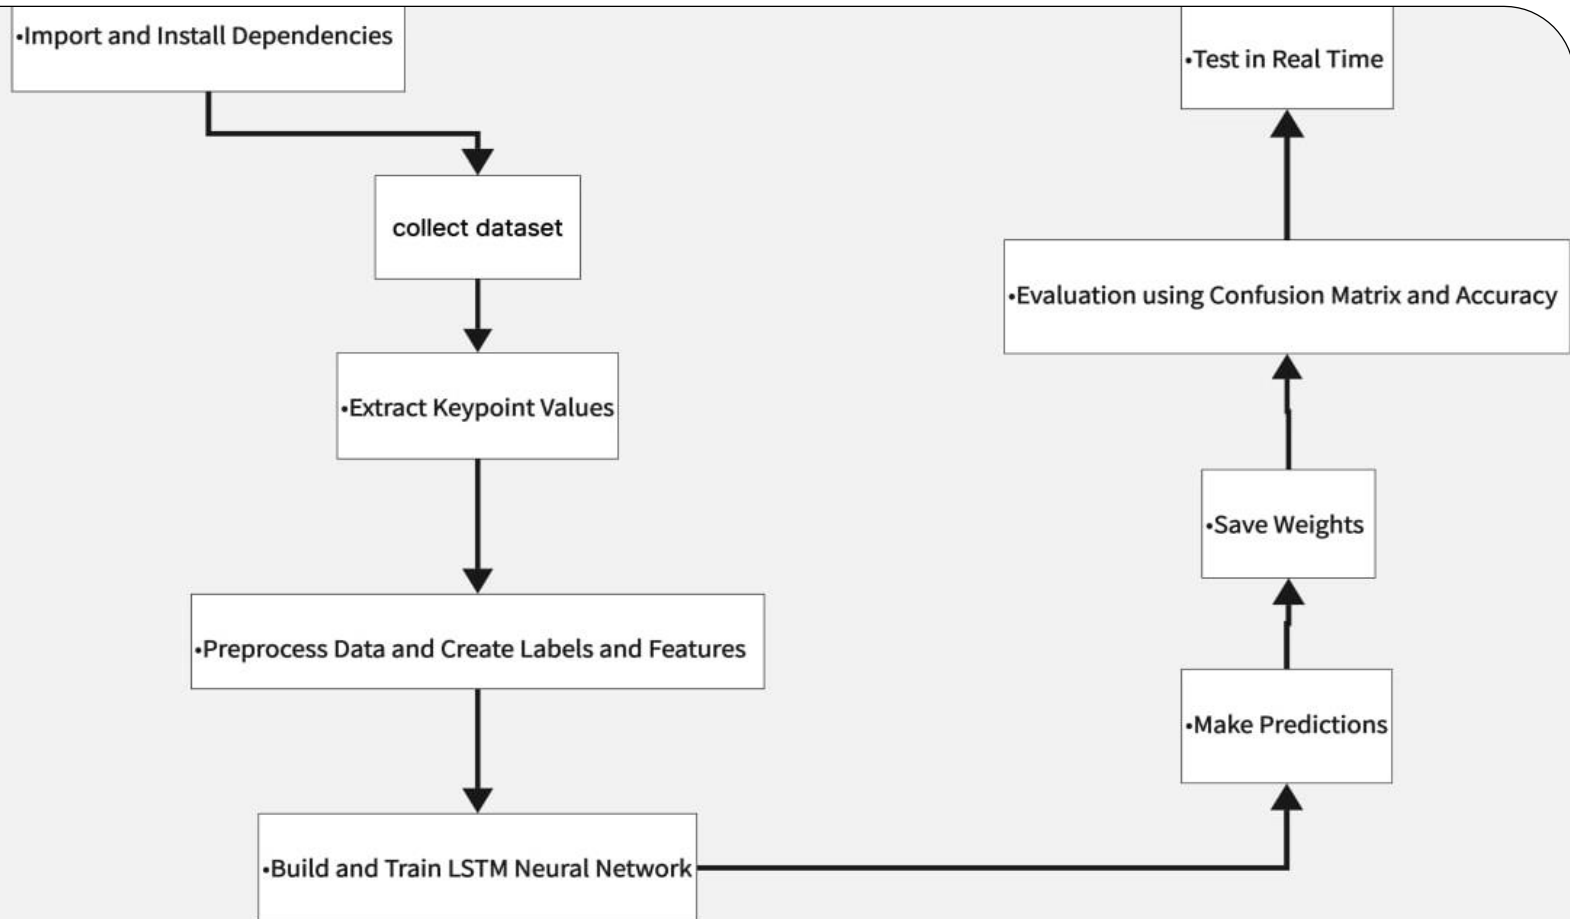 •Import and Install Dependencies
collect dataset
•Extract Keypoint Values
•Preprocess Data and Create Labels and Features
•Build and Train LSTM Neural Network
•Make Predictions
•Save Weights
•Evaluation using Confusion Matrix and Accuracy
•Test in Real Time